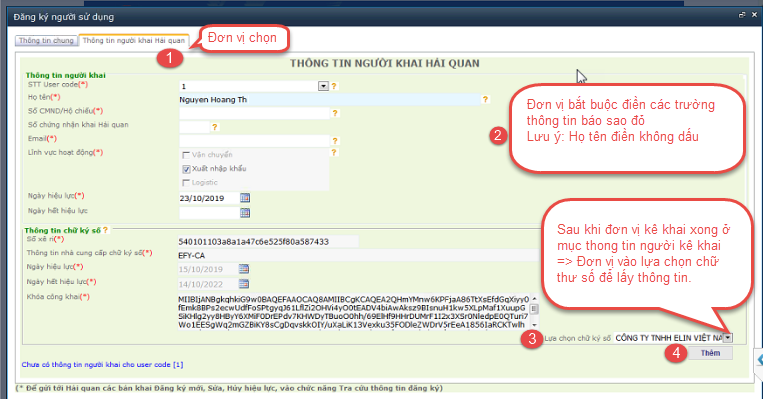 Đăng ký người sử dụng
Thông tin chung Thông tin người khai Hải quan
Đơn vị chọn
1
THÔNG TIN NGƯỜI KHAI HẢI QUAN
Thông tin người khai
STT User code(*) 1 ?
Họ tên(*) Nguyen Hoang Th ?
Số CMND/Hộ chiếu(*) ?
Số chứng nhận khai Hải quan ?
Email(*) ?
Lĩnh vực hoạt động(*) ?
Vận chuyển
Xuất nhập khẩu
Logistic
Ngày hiệu lực(*) 23/10/2019
Ngày hết hiệu lực
2
Đơn vị bắt buộc điền các trường
thông tin báo sao đỏ
Lưu ý: Họ tên điền không dấu
Thông tin chữ ký số ?
Số xê ri(*) 540101103a8a1a47c6e525f80a587433
Thông tin nhà cung cấp chữ ký số(*) EFY-CA
Ngày hiệu lực(*) 15/10/2019
Ngày hết hiệu lực(*) 14/10/2022
Khóa công khai(*)
Sau khi đơn vị kê khai xong ở
mục thong tin người kê khai
=> Đơn vị vào lựa chọn chữ
thư số để lấy thông tin.
3 Lựa chọn chữ ký số CÔNG TY TNHH ELIN VIỆT NA
4 Thêm
Chưa có thông tin người khai cho user code [1]
(* Để gửi tới Hải quan các bản khai Đăng ký mới, Sửa, Hủy hiệu lực, vào chức năng Tra cứu thông tin đăng ký)